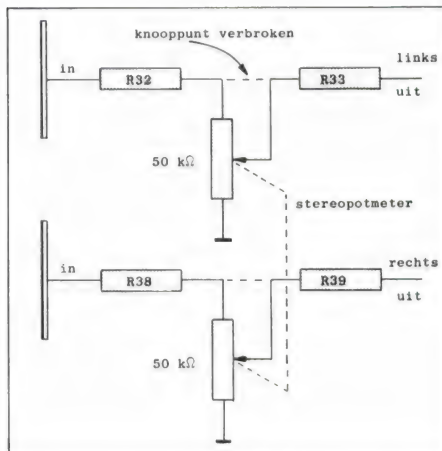 knooppunt verbroken
in
R32
R33
links
uit
50 kΩ
stereopotmeter
in
R38
R39
rechts
uit
50 kΩ